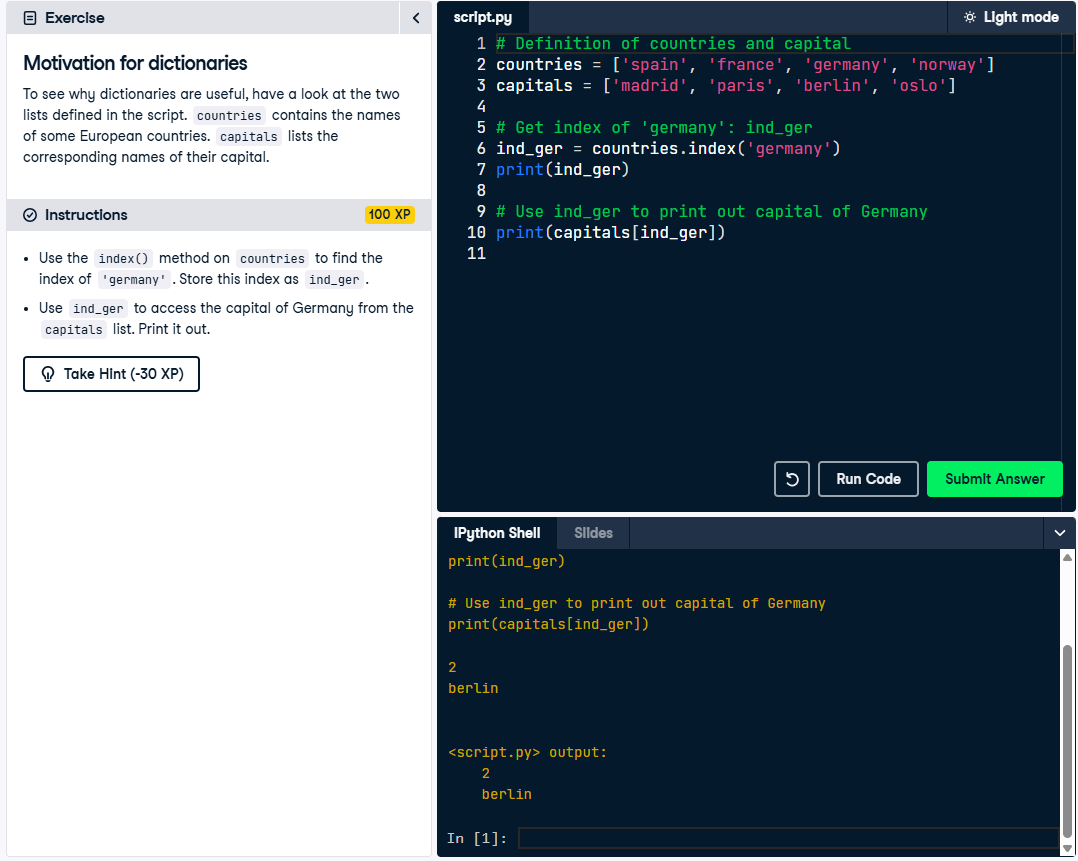 Exercise
Motivation for dictionaries
To see why dictionaries are useful, have a look at the two
lists defined in the script. countries contains the names
of some European countries. capitals lists the
corresponding names of their capital.
Instructions
100 XP
• Use the index() method on countries to find the
index of 'germany'. Store this index as ind_ger.
• Use ind_ger to access the capital of Germany from the
capitals list. Print it out.
Take Hint (-30 XP)
script.py
Light mode
1 # Definition of countries and capital
2 countries = ['spain', 'france', 'germany', 'norway']
3 capitals = ['madrid', 'paris', 'berlin', 'oslo']
4
5 # Get index of 'germany': ind_ger
6 ind_ger = countries.index('germany')
7 print(ind_ger)
8
9 # Use ind_ger to print out capital of Germany
10 print(capitals[ind_ger])
11
Run Code
Submit Answer
IPython Shell
Slides
print(ind_ger)
# Use ind_ger to print out capital of Germany
print(capitals[ind_ger])
2
berlin
<script.py> output:
2
berlin
In [1]: